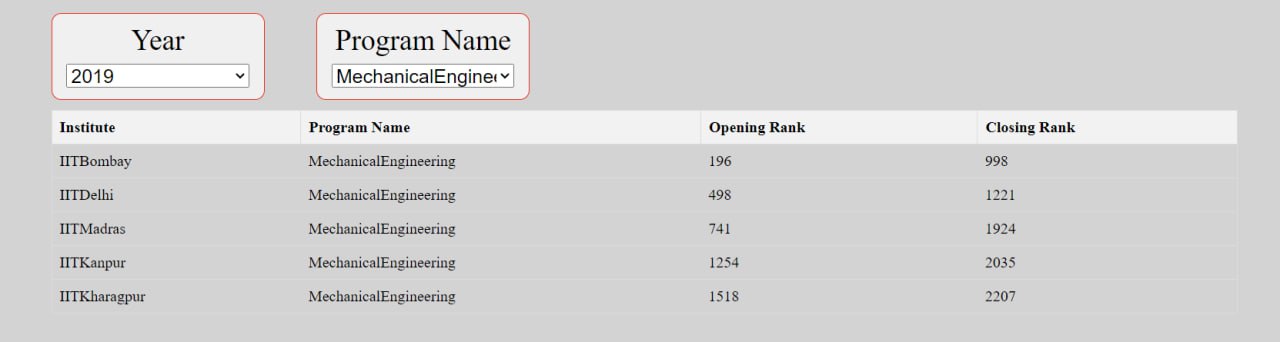 Year Program Name
2019 MechanicalEnginee
Institute Program Name Opening Rank Closing Rank
IITBombay MechanicalEngineering 196 998
IITDelhi MechanicalEngineering 498 1221
IITMadras MechanicalEngineering 741 1924
IITKanpur MechanicalEngineering 1254 2035
IITKharagpur MechanicalEngineering 1518 2207